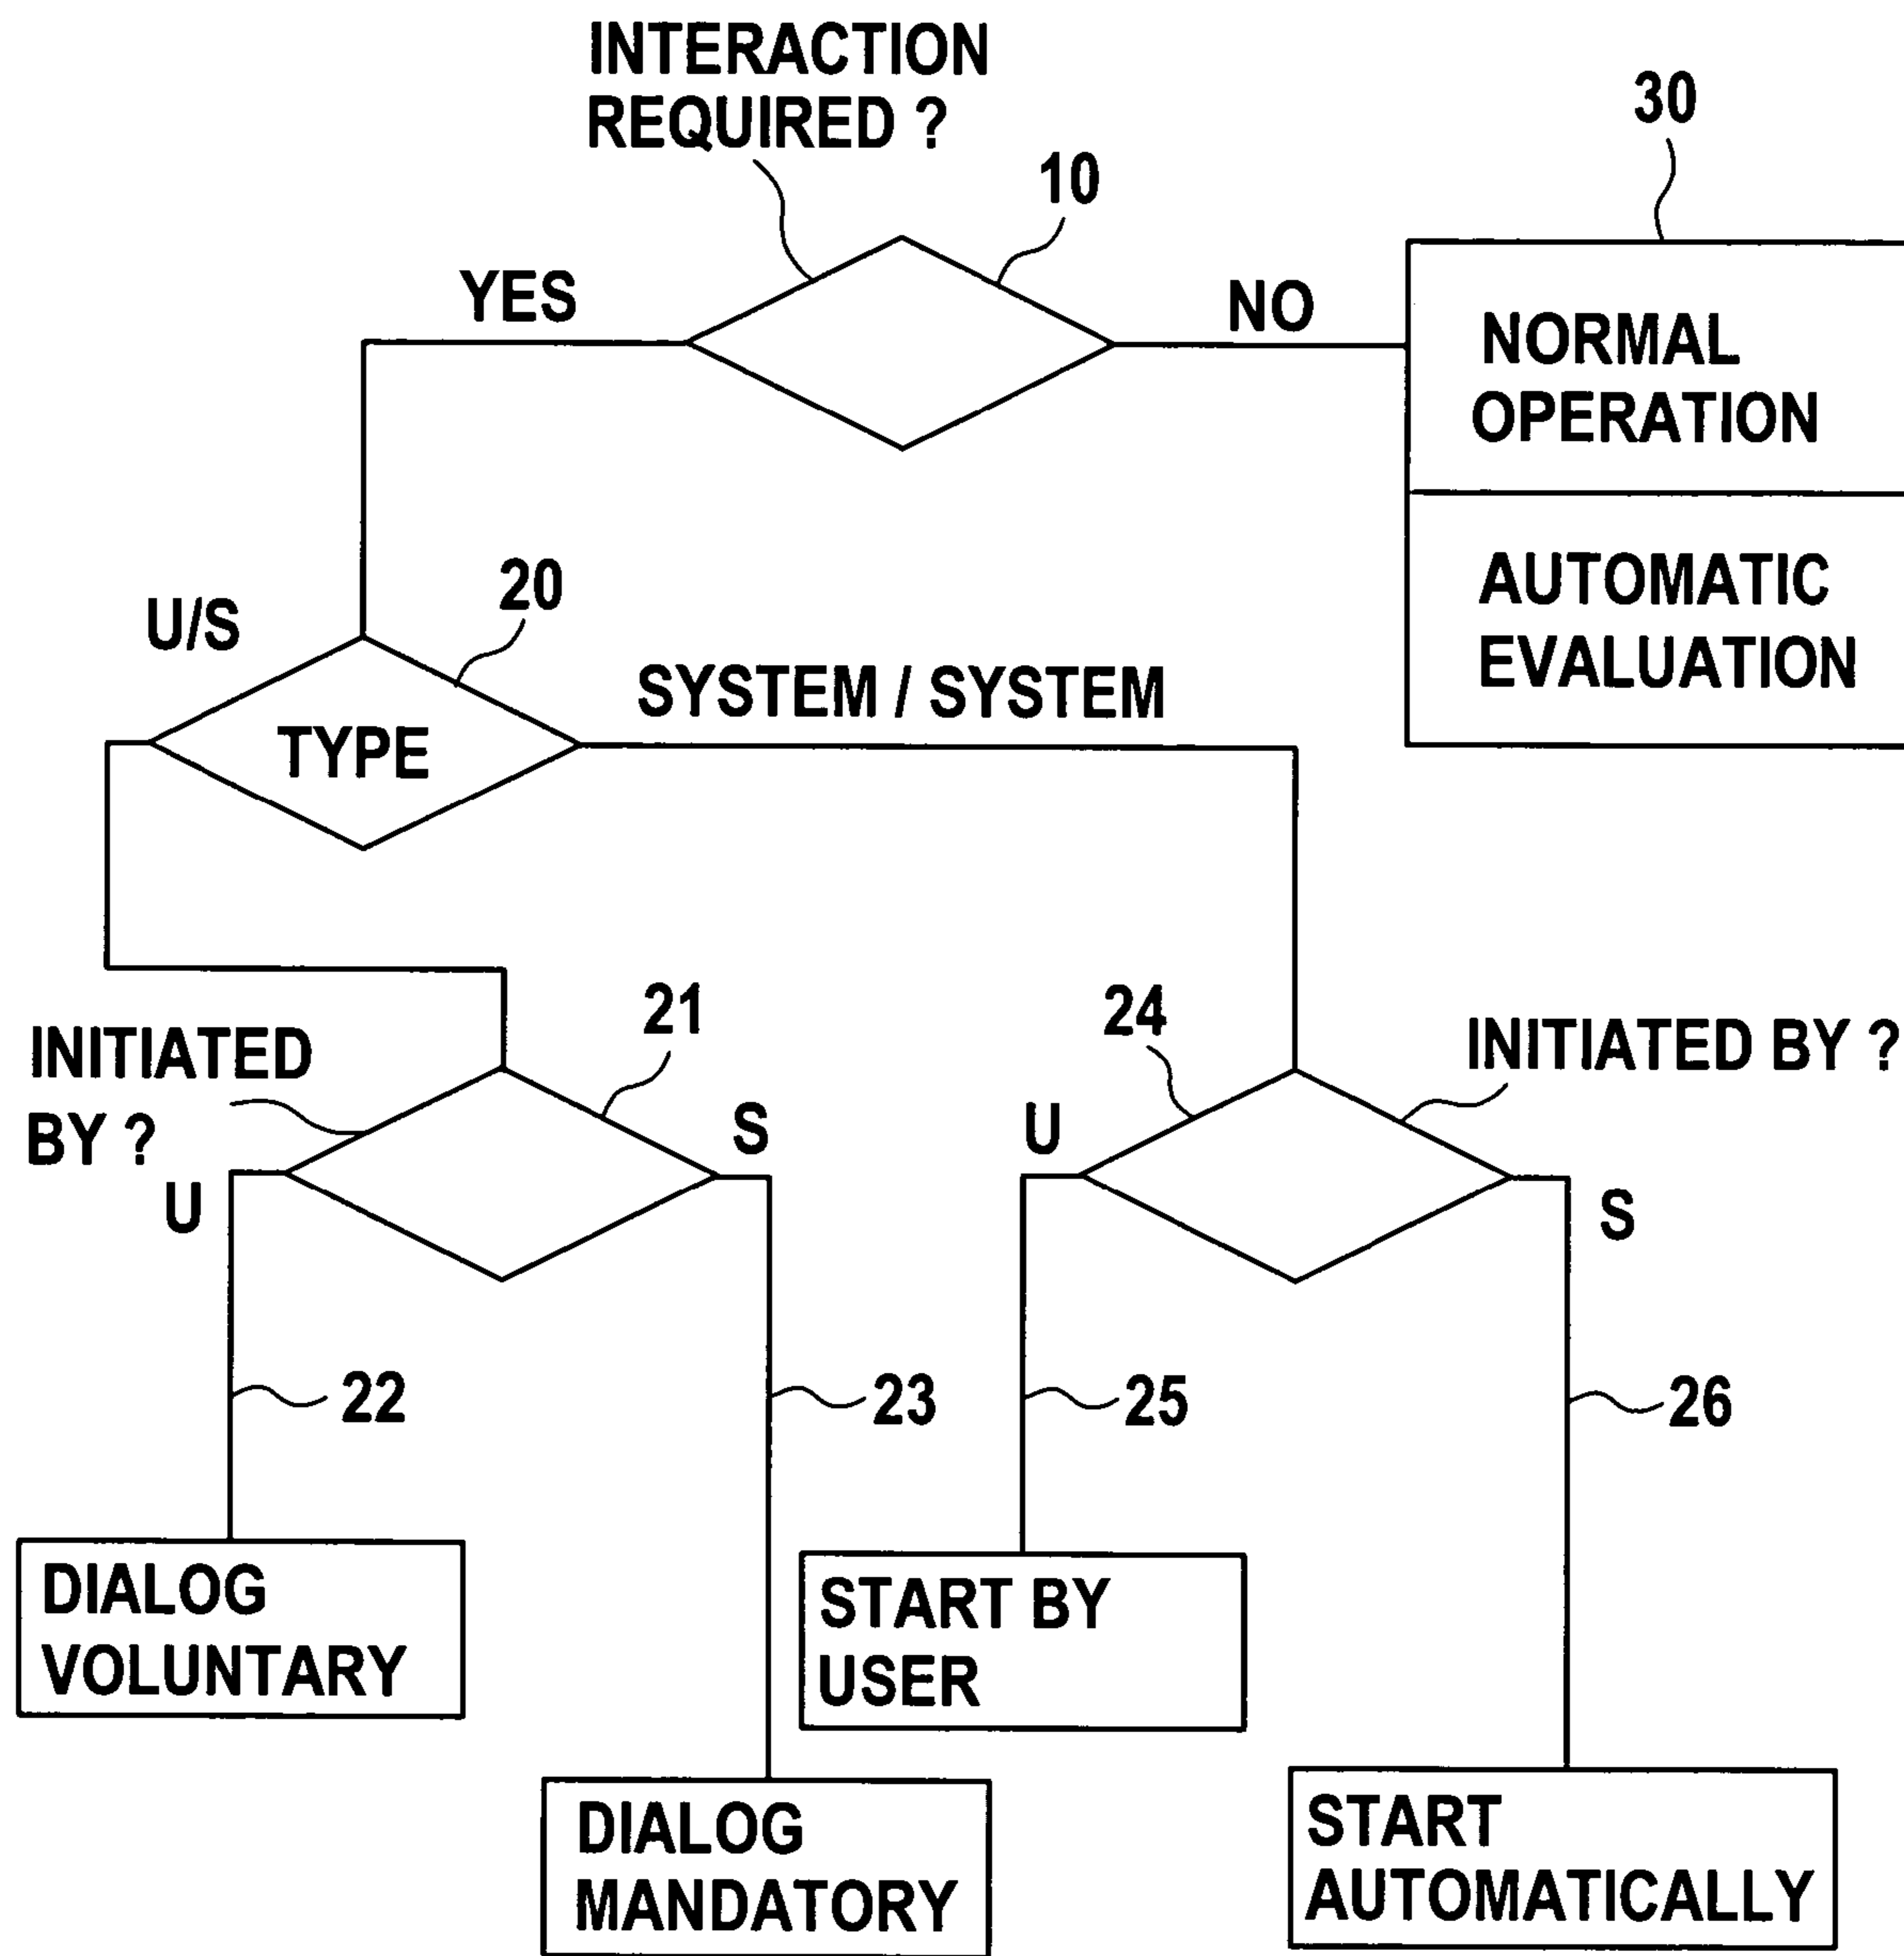 INTERACTION
REQUIRED ?
30
10
YES
NO
NORMAL
OPERATION
AUTOMATIC
EVALUATION
U/S
20
SYSTEM / SYSTEM
TYPE
21
24
INITIATED
BY ?
INITIATED BY ?
S
U
U
S
22
23
25
26
DIALOG
VOLUNTARY
START BY
USER
DIALOG
MANDATORY
START
AUTOMATICALLY